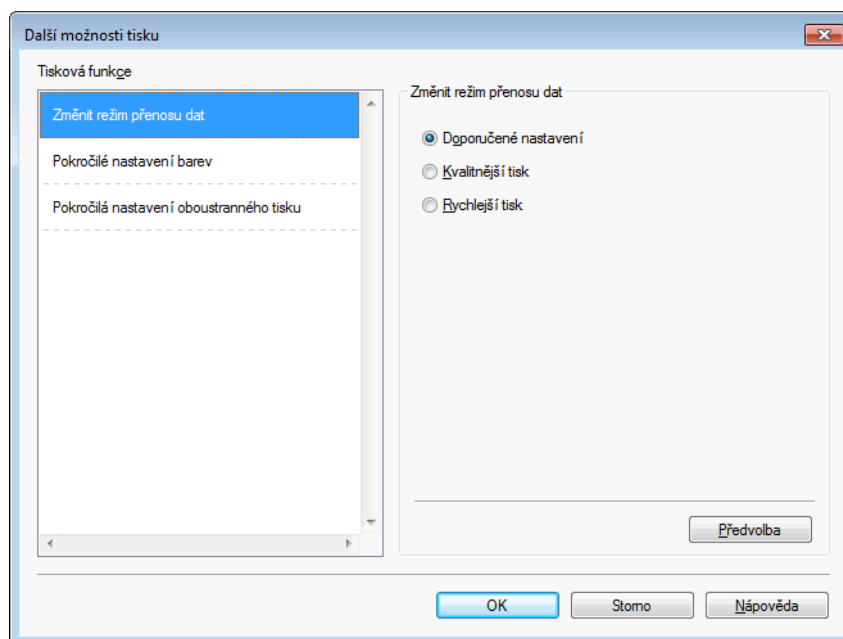 Další možnosti tisku
Tisková funkce
Změnit režim přenosu dat
Pokročilé nastavení barev
Pokročilá nastavení oboustranného tisku
Změnit režim přenosu dat
Doporučené nastavení
Kvalitnější tisk
Rychlejší tisk
Předvolba
OK
Storno
Nápověda